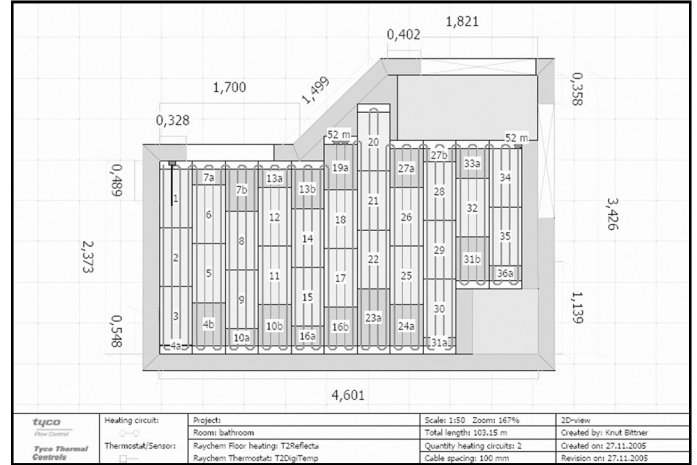 1,821
0,402
1,700
1,499
0,358
0,328
52 m
52 m
20
27b
19a
27a
33a
34
7a
13a
7b
13b
1
0,489
6
12
18
21
26
28
32
35
3,426
8
14
2
5
11
17
22
25
29
31b
36a
2,373
9
15
3
4b
10b
16b
23a
24a
30
1,139
0,548
4a
10a
16a
31a
4,601
tyco
Flow Control
Tyco Thermal
Controls
Heating circuit:
Thermostat/Sensor:
Project:
Room: bathroom
Raychem Floor heating: T2Reflecta
Raychem Thermostat: T2DigiTemp
Scale: 1:50 Zoom: 167%
Total length: 103.15 m
Quantity heating circuits: 2
Cable spacing: 100 mm
2D-view
Created by: Knut Bittner
Created on: 27.11.2005
Revision on: 27.11.2005